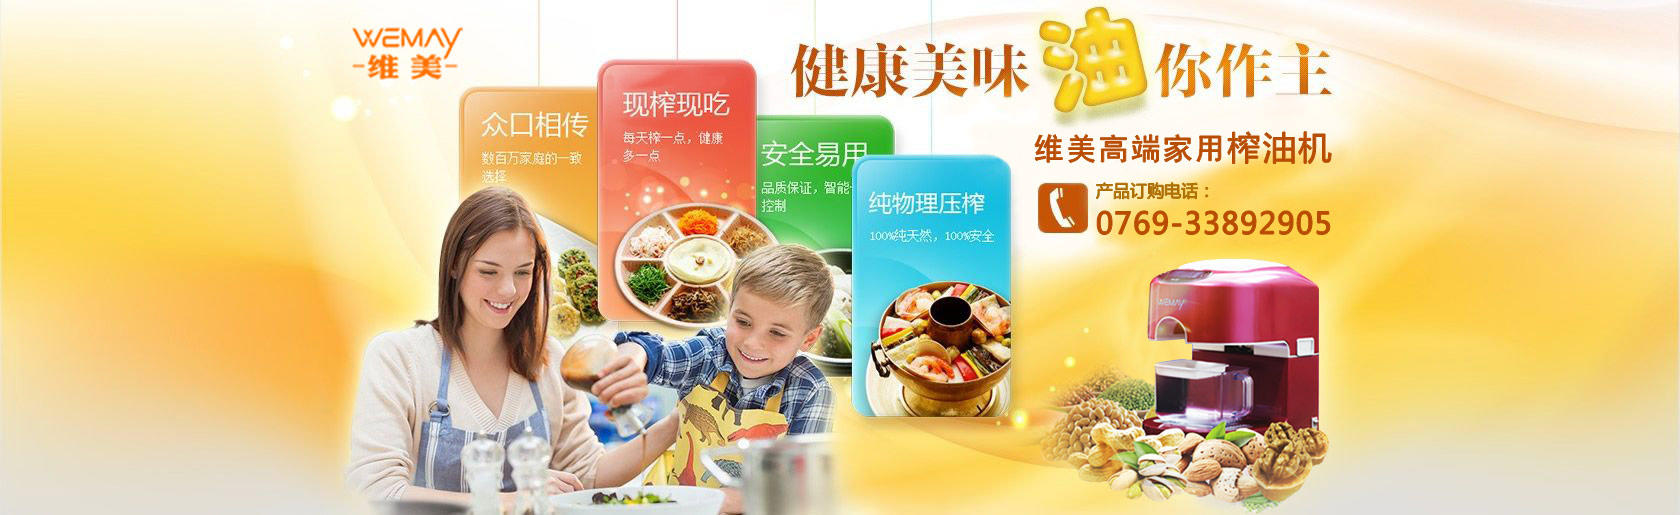 WEMAY
维美
健康美味油你作主
众口相传
数百万家庭的一致
选择
现榨现吃
每天榨一点，健康
多一点
安全易用
品质保证，智能
控制
纯物理压榨
100%纯天然，100%安全
维美高端家用榨油机
产品订购电话：
0769-33892905
WEMAY